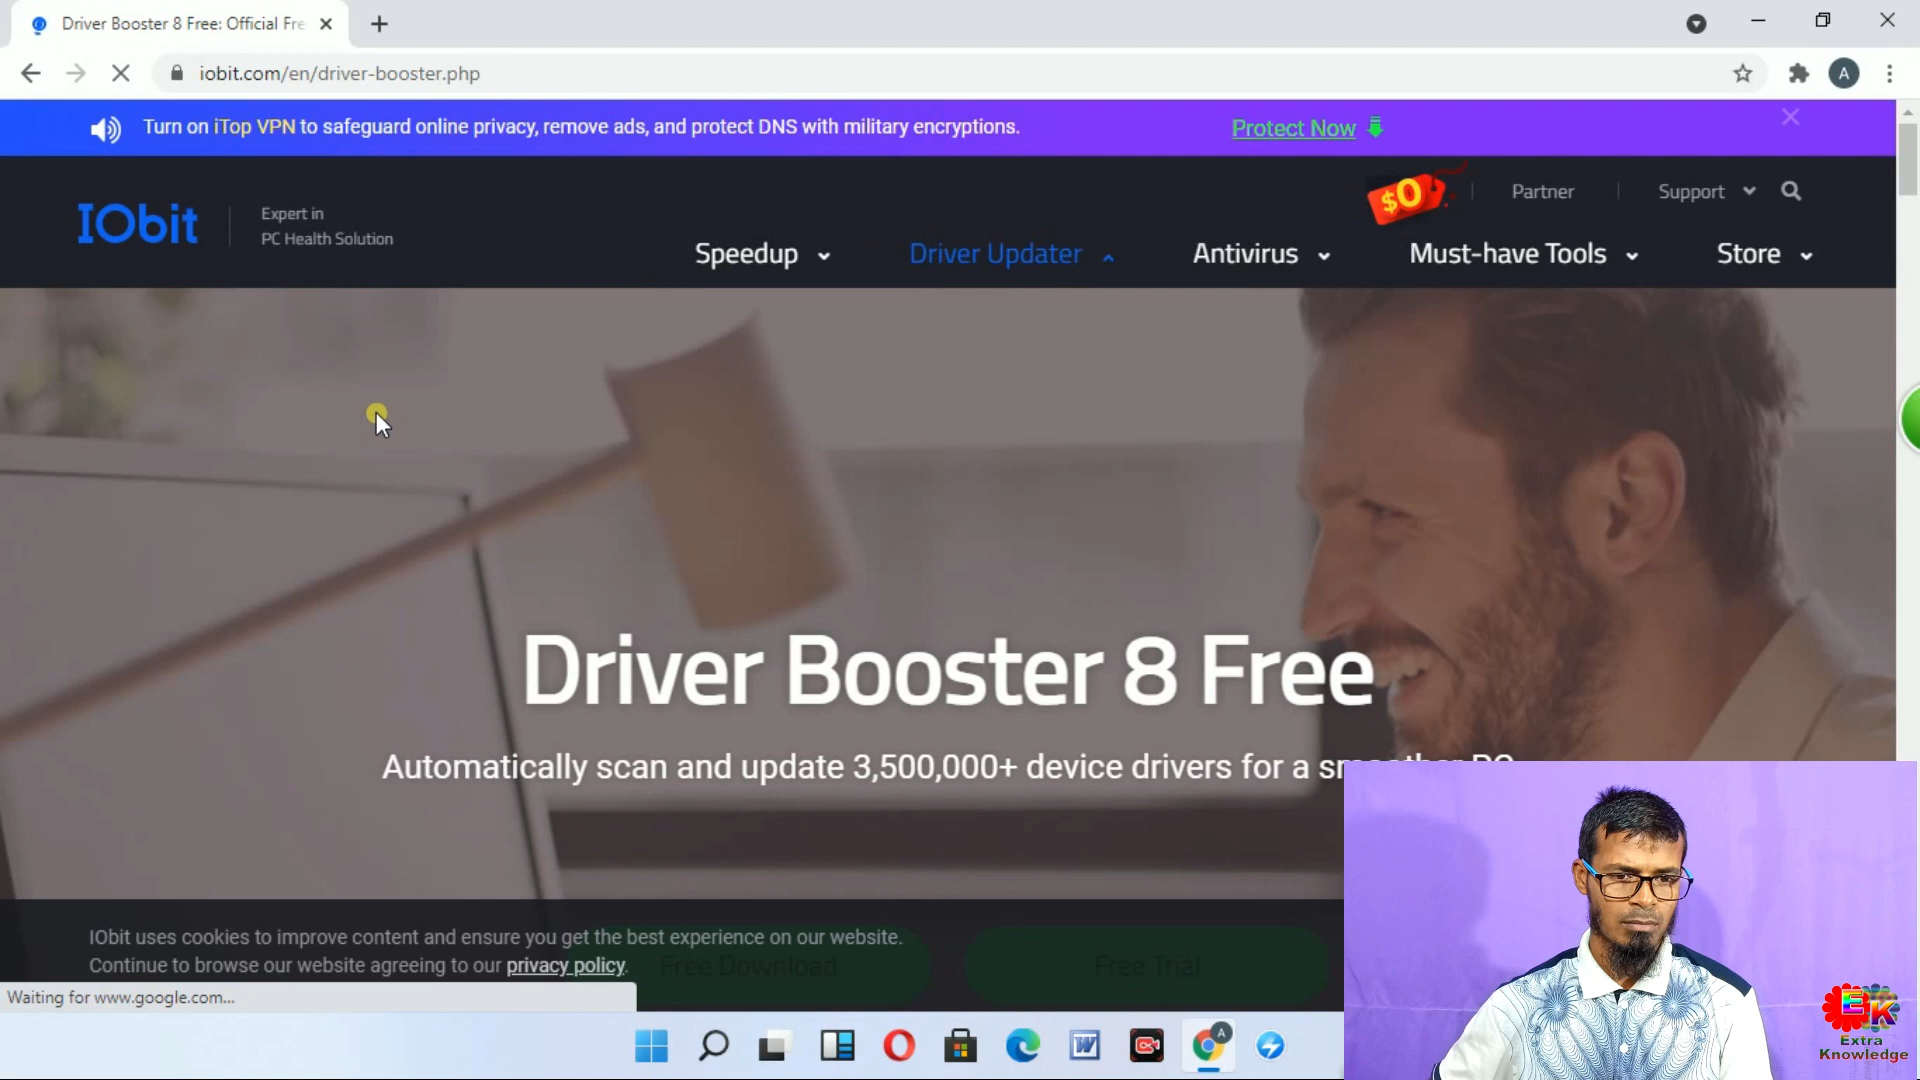 Driver Booster 8 Free: Official Fre
iobit.com/en/driver-booster.php
A
Turn on iTop VPN to safeguard online privacy, remove ads, and protect DNS with military encryptions.
Protect Now
IObit
Expert in
PC Health Solution
$0
Partner
Support
Speedup
Driver Updater
Antivirus
Must-have Tools
Store
Driver Booster 8 Free
Automatically scan and update 3,500,000+ device drivers for a smoother PC
IObit uses cookies to improve content and ensure you get the best experience on our website.
Continue to browse our website agreeing to our privacy policy.
Free Download
Free Trial
Waiting for www.google.com...
W
A
EK
Extra
Knowledge